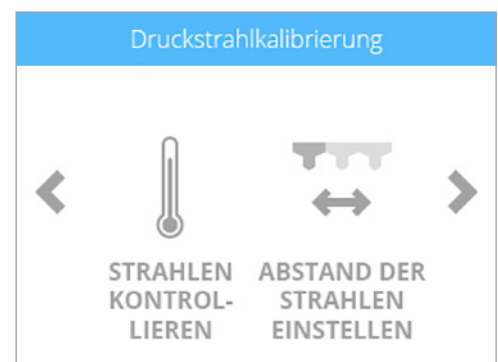 Druckstrahlkalibrierung
STRAHLEN
KONTROL-
LIEREN
ABSTAND DER
STRAHLEN
EINSTELLEN